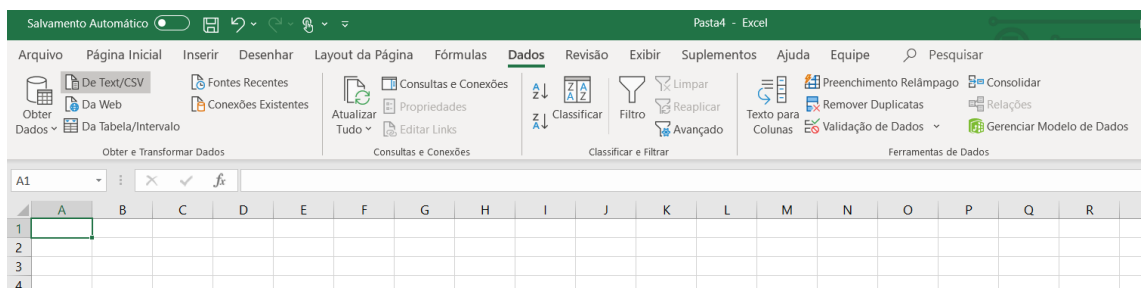 Salvamento Automático Pasta4 - Excel
Arquivo Página Inicial Inserir Desenhar Layout da Página Fórmulas Dados Revisão Exibir Suplementos Ajuda Equipe Pesquisar
De Text/CSV Fontes Recentes Consultas e Conexões Limpar Preenchimento Relâmpago Consolidar
Da Web Conexões Existentes Propriedades Reaplicar Remover Duplicatas Relações
Da Tabela/Intervalo Editar Links Avançado Validação de Dados Gerenciar Modelo de Dados
Obter Dados Atualizar Tudo Classificar Filtro Texto para Colunas
Obter e Transformar Dados Consultas e Conexões Classificar e Filtrar Ferramentas de Dados
A1 fx
A B C D E F G H I J K L M N O P Q R
1
2
3
4